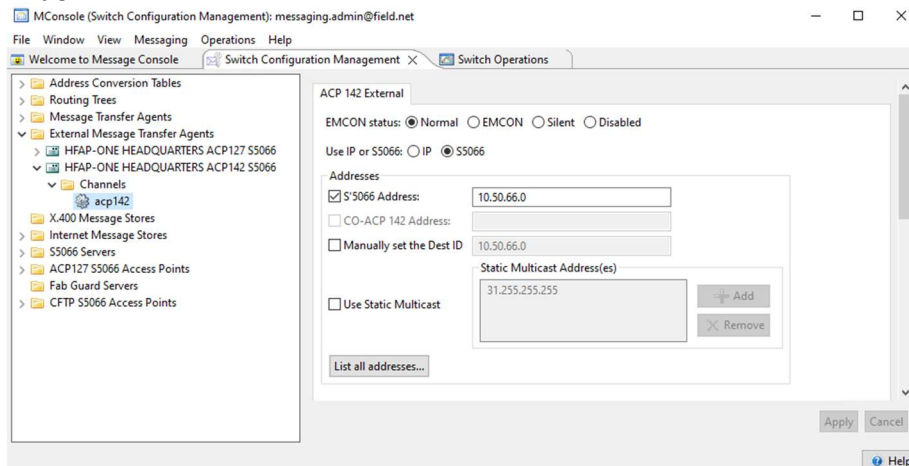 MConsole (Switch Configuration Management): messaging.admin@field.net
File Window View Messaging Operations Help
Welcome to Message Console Switch Configuration Management Switch Operations
Address Conversion Tables
Routing Trees
Message Transfer Agents
External Message Transfer Agents
HFAP-ONE HEADQUARTERS ACP127 S5066
HFAP-ONE HEADQUARTERS ACP142 S5066
Channels
acp142
X.400 Message Stores
Internet Message Stores
S5066 Servers
ACP127 S5066 Access Points
Fab Guard Servers
CFTP S5066 Access Points
ACP 142 External
EMCON status: Normal EMCON Silent Disabled
Use IP or S5066: IP S5066
Addresses
S'5066 Address: 10.50.66.0
CO-ACP 142 Address:
Manually set the Dest ID 10.50.66.0
Static Multicast Address(es)
Use Static Multicast 31.255.255.255
Add
Remove
List all addresses...
Apply Cancel
Help